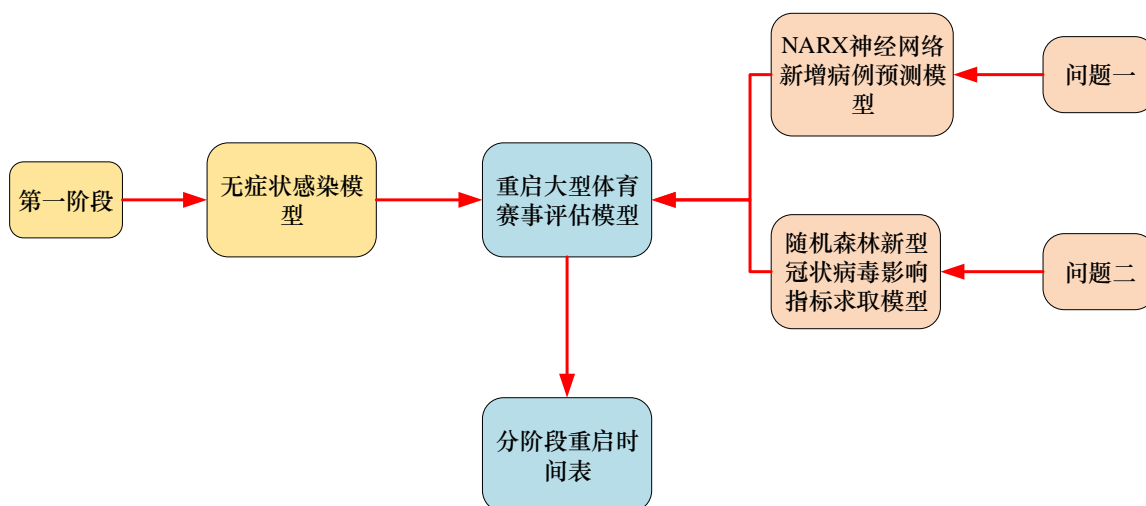 NARX神经网络
新增病例预测模
型
问题一
第一阶段
无症状感染模
型
重启大型体育
赛事评估模型
随机森林新型
冠状病毒影响
指标求取模型
问题二
分阶段重启时
间表